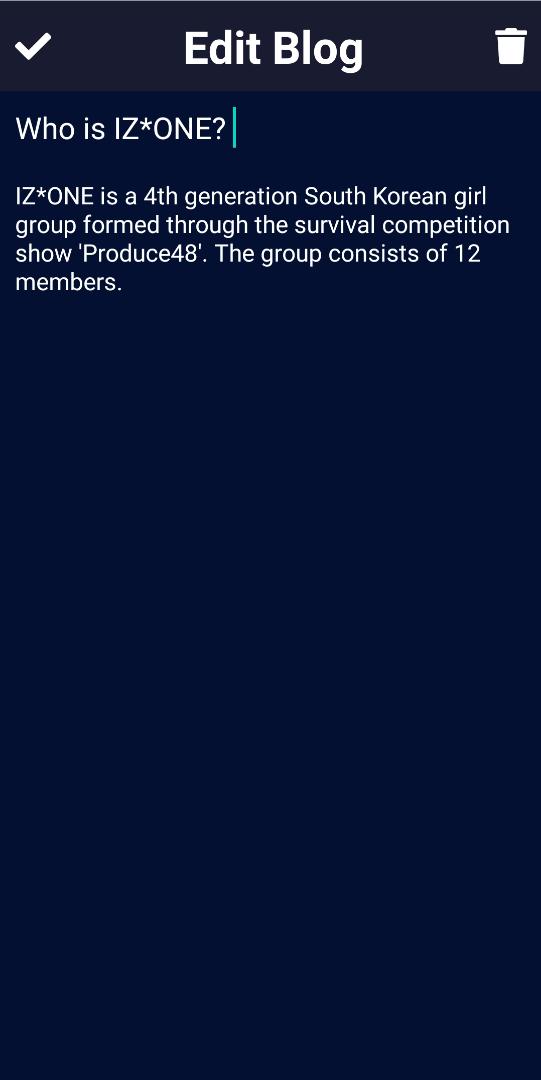 Edit Blog
Who is IZ*ONE?
IZ*ONE is a 4th generation South Korean girl
group formed through the survival competition
show 'Produce48'. The group consists of 12
members.